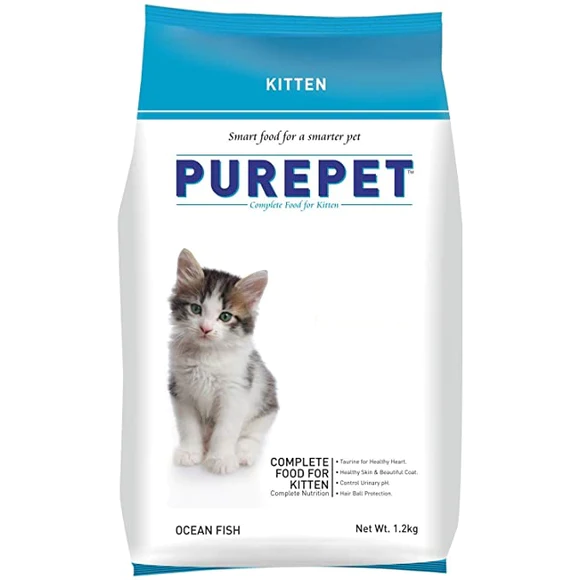 KITTEN
Smart food for a smarter pet
PUREPET™
Complete Food for Kitten
COMPLETE
FOOD FOR
KITTEN
Complete Nutrition
• Taurine for Healthy Heart.
• Healthy Skin & Beautiful Coat.
• Control Urinary pH.
• Hair Ball Protection.
OCEAN FISH
Net Wt. 1.2kg